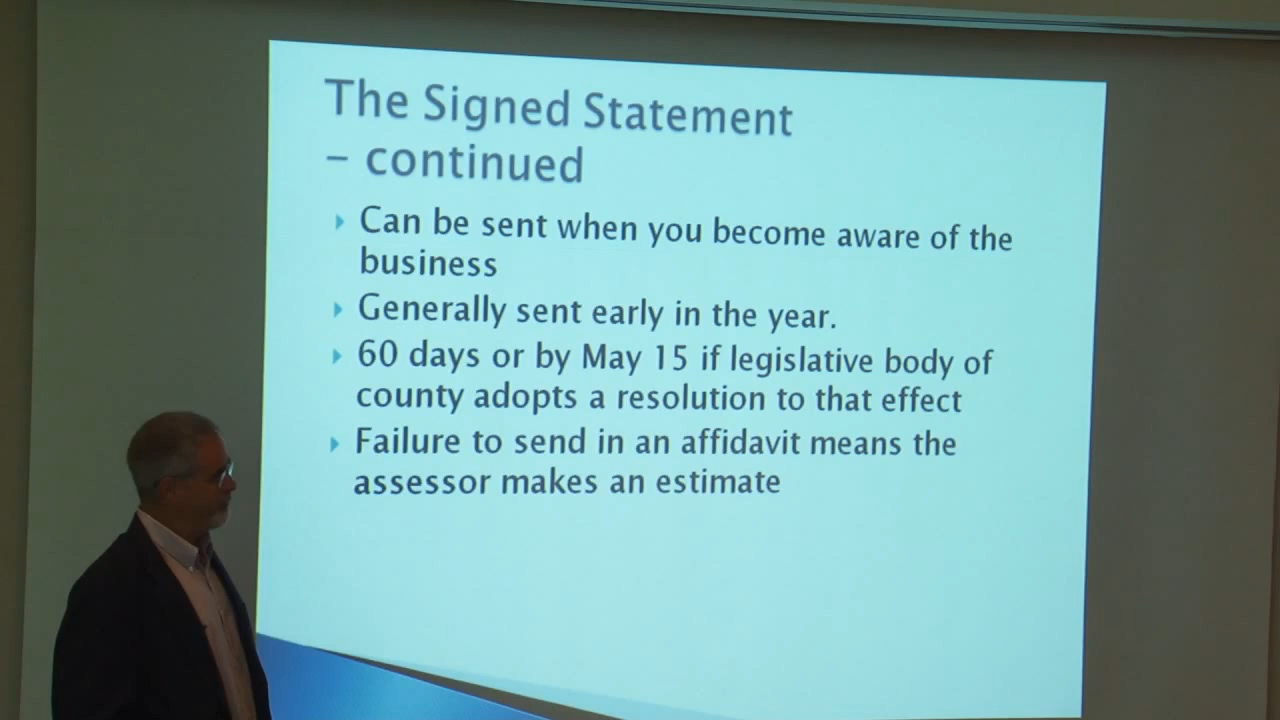 The Signed Statement
– continued
Can be sent when you become aware of the
business
Generally sent early in the year.
60 days or by May 15 if legislative body of
county adopts a resolution to that effect
Failure to send in an affidavit means the
assessor makes an estimate